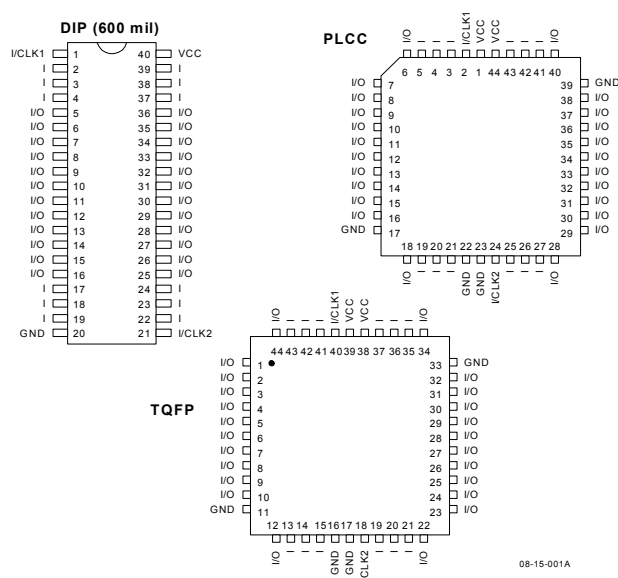 DIP (600 mil)
I/CLK1 1 40 VCC
I 2 39 I
I 3 38 I
I 4 37 I
I/O 5 36 I/O
I/O 6 35 I/O
I/O 7 34 I/O
I/O 8 33 I/O
I/O 9 32 I/O
I/O 10 31 I/O
I/O 11 30 I/O
I/O 12 29 I/O
I/O 13 28 I/O
I/O 14 27 I/O
I/O 15 26 I/O
I/O 16 25 I/O
I 17 24 I
I 18 23 I
I 19 22 I
GND 20 21 I/CLK2
PLCC
I/O I I I I/CLK1 VCC VCC I I I I/O
6 5 4 3 2 1 44 43 42 41 40
I/O 7 39 GND
I/O 8 38 I/O
I/O 9 37 I/O
I/O 10 36 I/O
I/O 11 35 I/O
I/O 12 34 I/O
I/O 13 33 I/O
I/O 14 32 I/O
I/O 15 31 I/O
I/O 16 30 I/O
GND 17 29 I/O
18 19 20 21 22 23 24 25 26 27 28
I/O I I I GND GND I/CLK2 I I I I/O
TQFP
I/O I I I I/CLK1 VCC VCC I I I I/O
44 43 42 41 40 39 38 37 36 35 34
I/O 1 33 GND
I/O 2 32 I/O
I/O 3 31 I/O
I/O 4 30 I/O
I/O 5 29 I/O
I/O 6 28 I/O
I/O 7 27 I/O
I/O 8 26 I/O
I/O 9 25 I/O
I/O 10 24 I/O
GND 11 23 I/O
12 13 14 15 16 17 18 19 20 21 22
I/O I I I GND GND CLK2 I I I I/O
08-15-001A